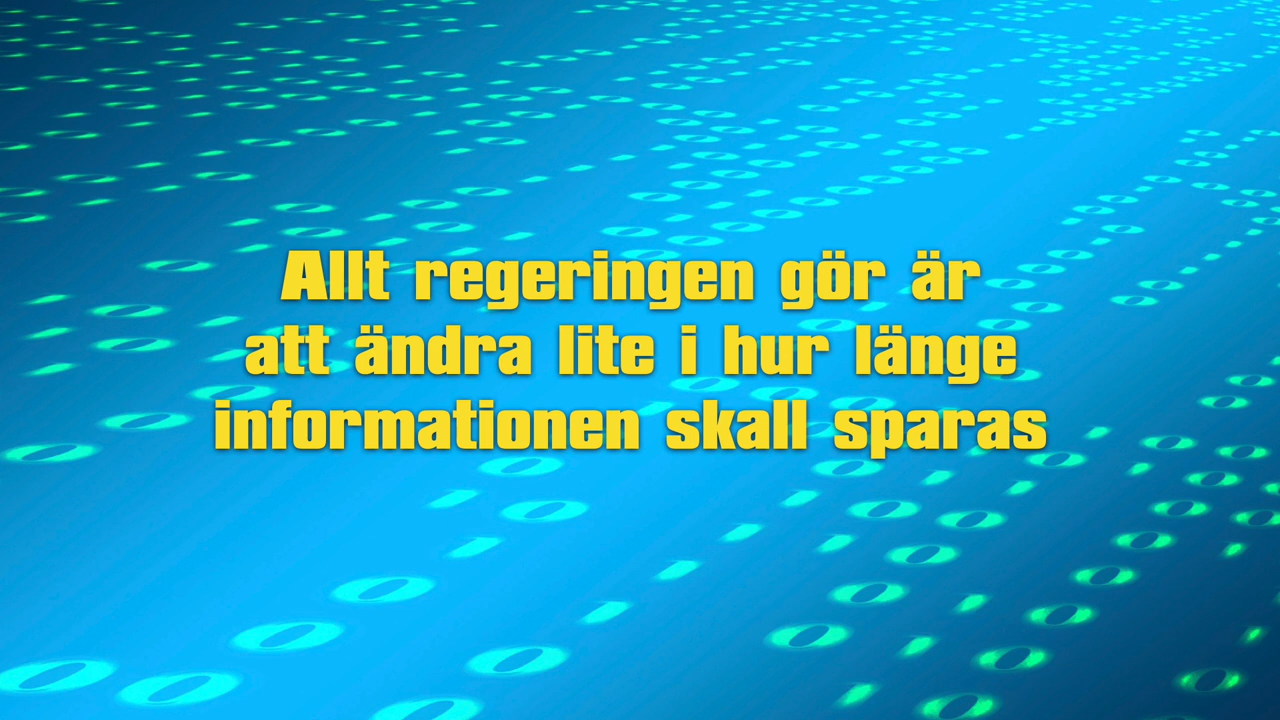 Allt regeringen gör är
att ändra lite i hur länge
informationen skall sparas